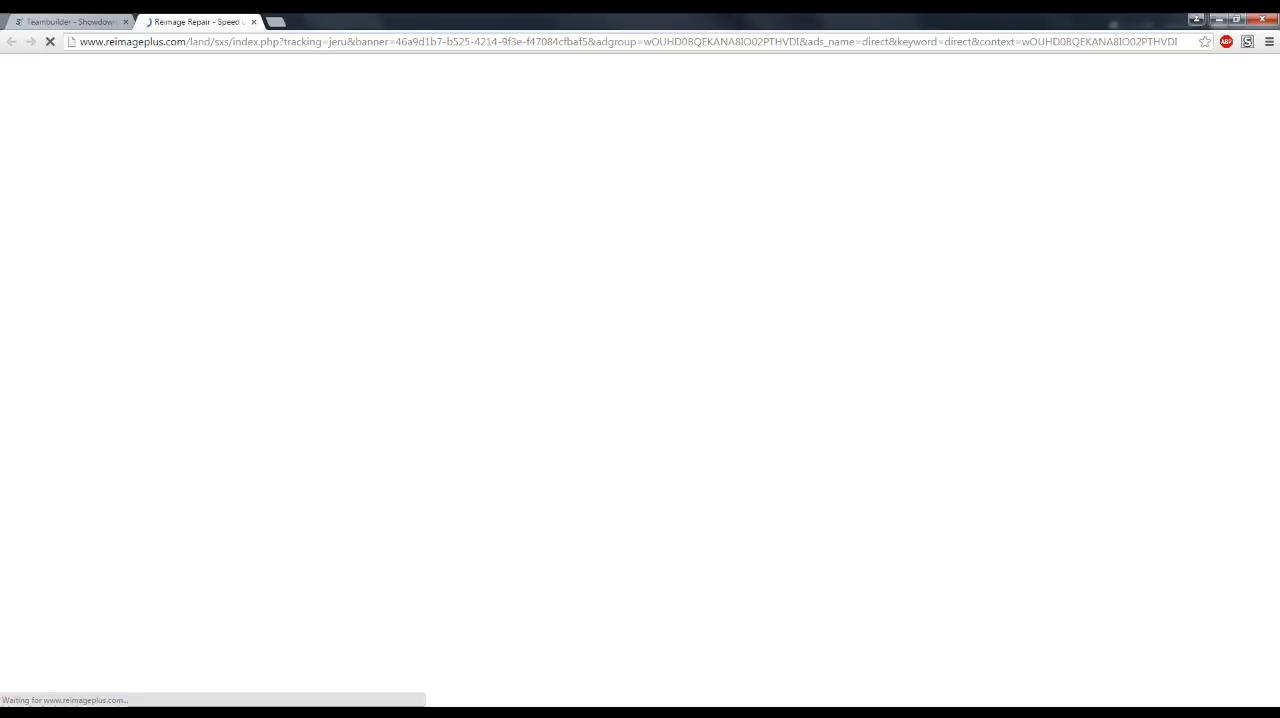 Teambuilder - Showdown
Reimage Repair - Speed u
www.reimageplus.com/land/sxs/index.php?tracking=jeru&banner=46a9d1b7-b525-4214-9f3e-f47084cfbaf5&adgroup=wOUHD0BQEKANA8IO02PTHVDI&ads_name=direct&keyword=direct&context=wOUHD0BQEKANA8IO02PTHVDI
ABP
S
Waiting for www.reimageplus.com...